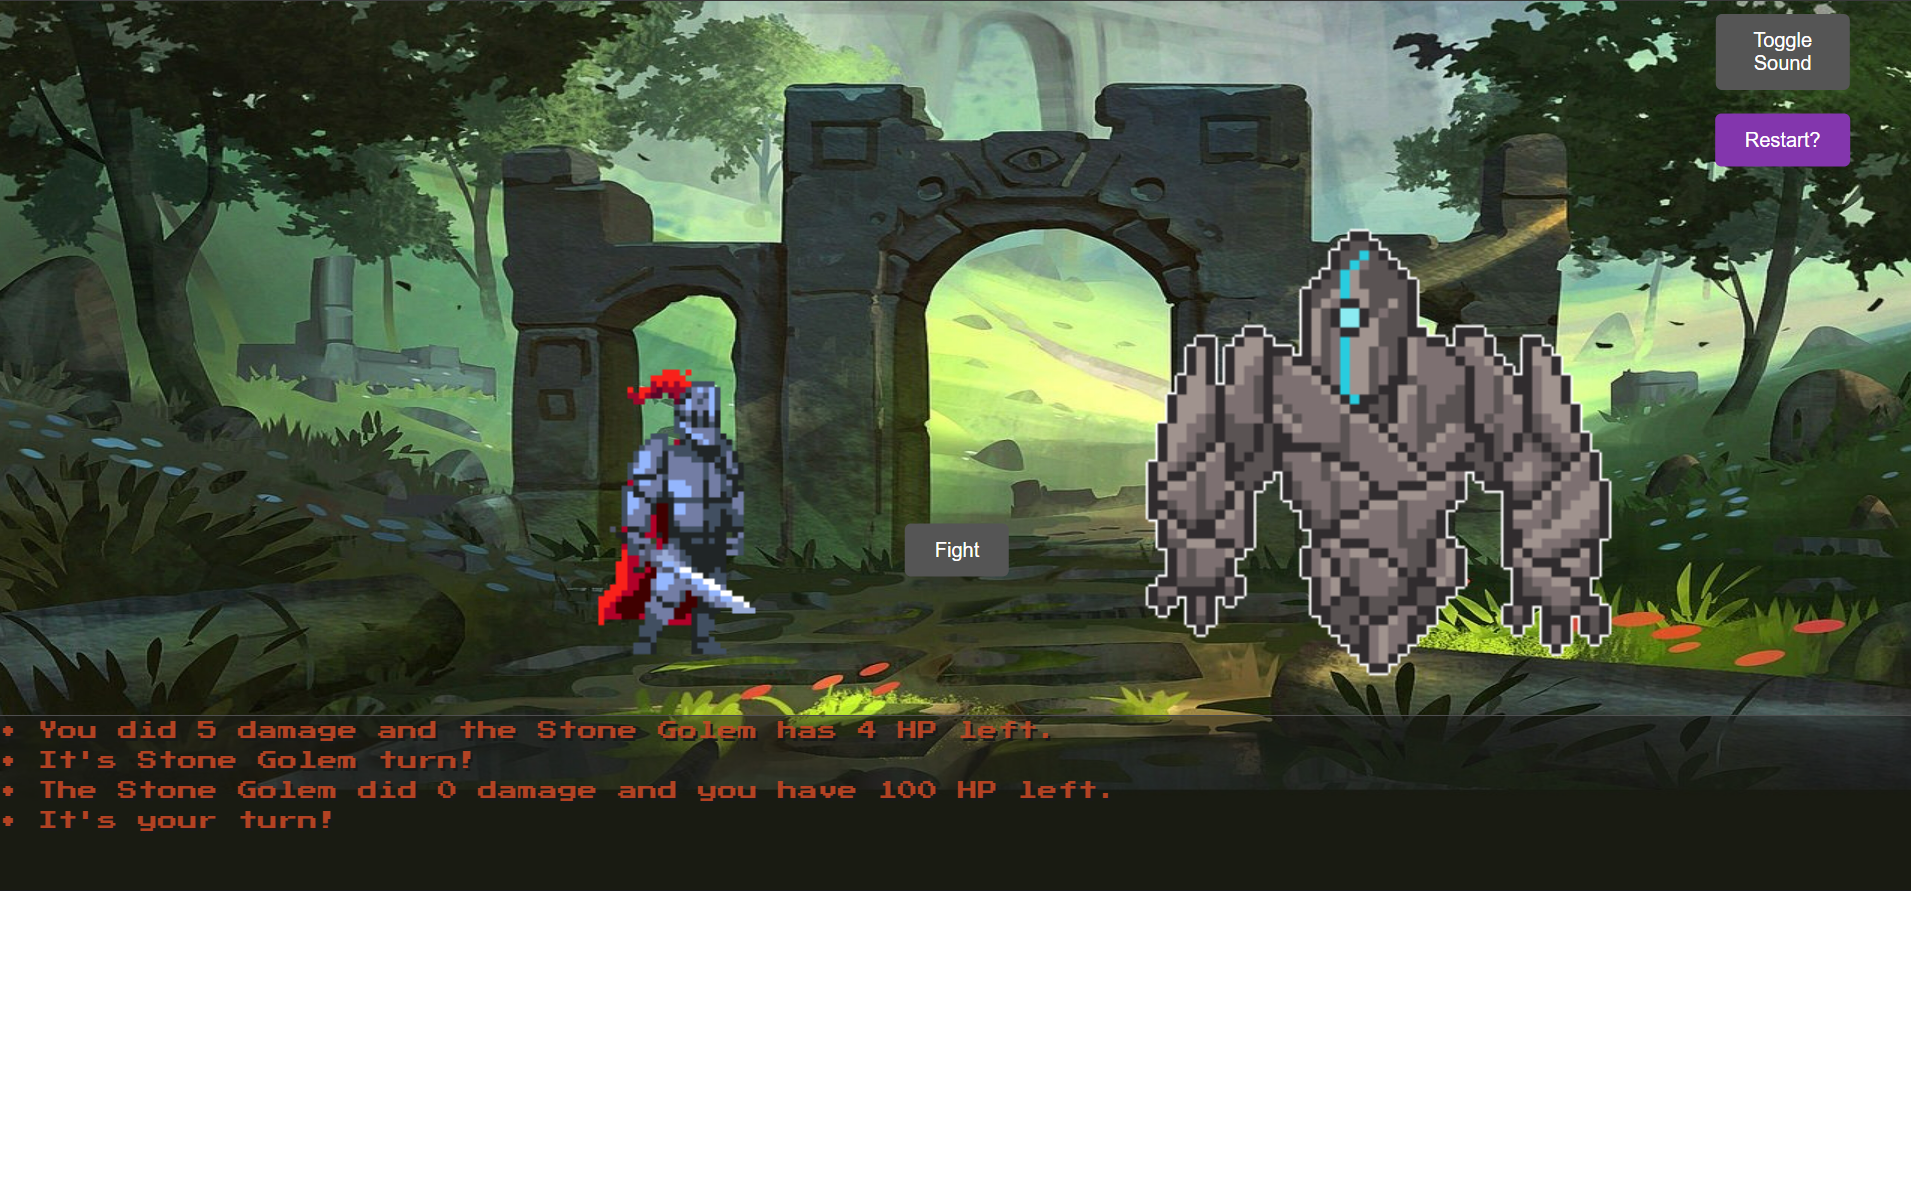 Toggle
Sound
Restart?
Fight
• You did 5 damage and the Stone Golem has 4 HP left.
• It's Stone Golem turn!
• The Stone Golem did 0 damage and you have 100 HP left.
• It's your turn!